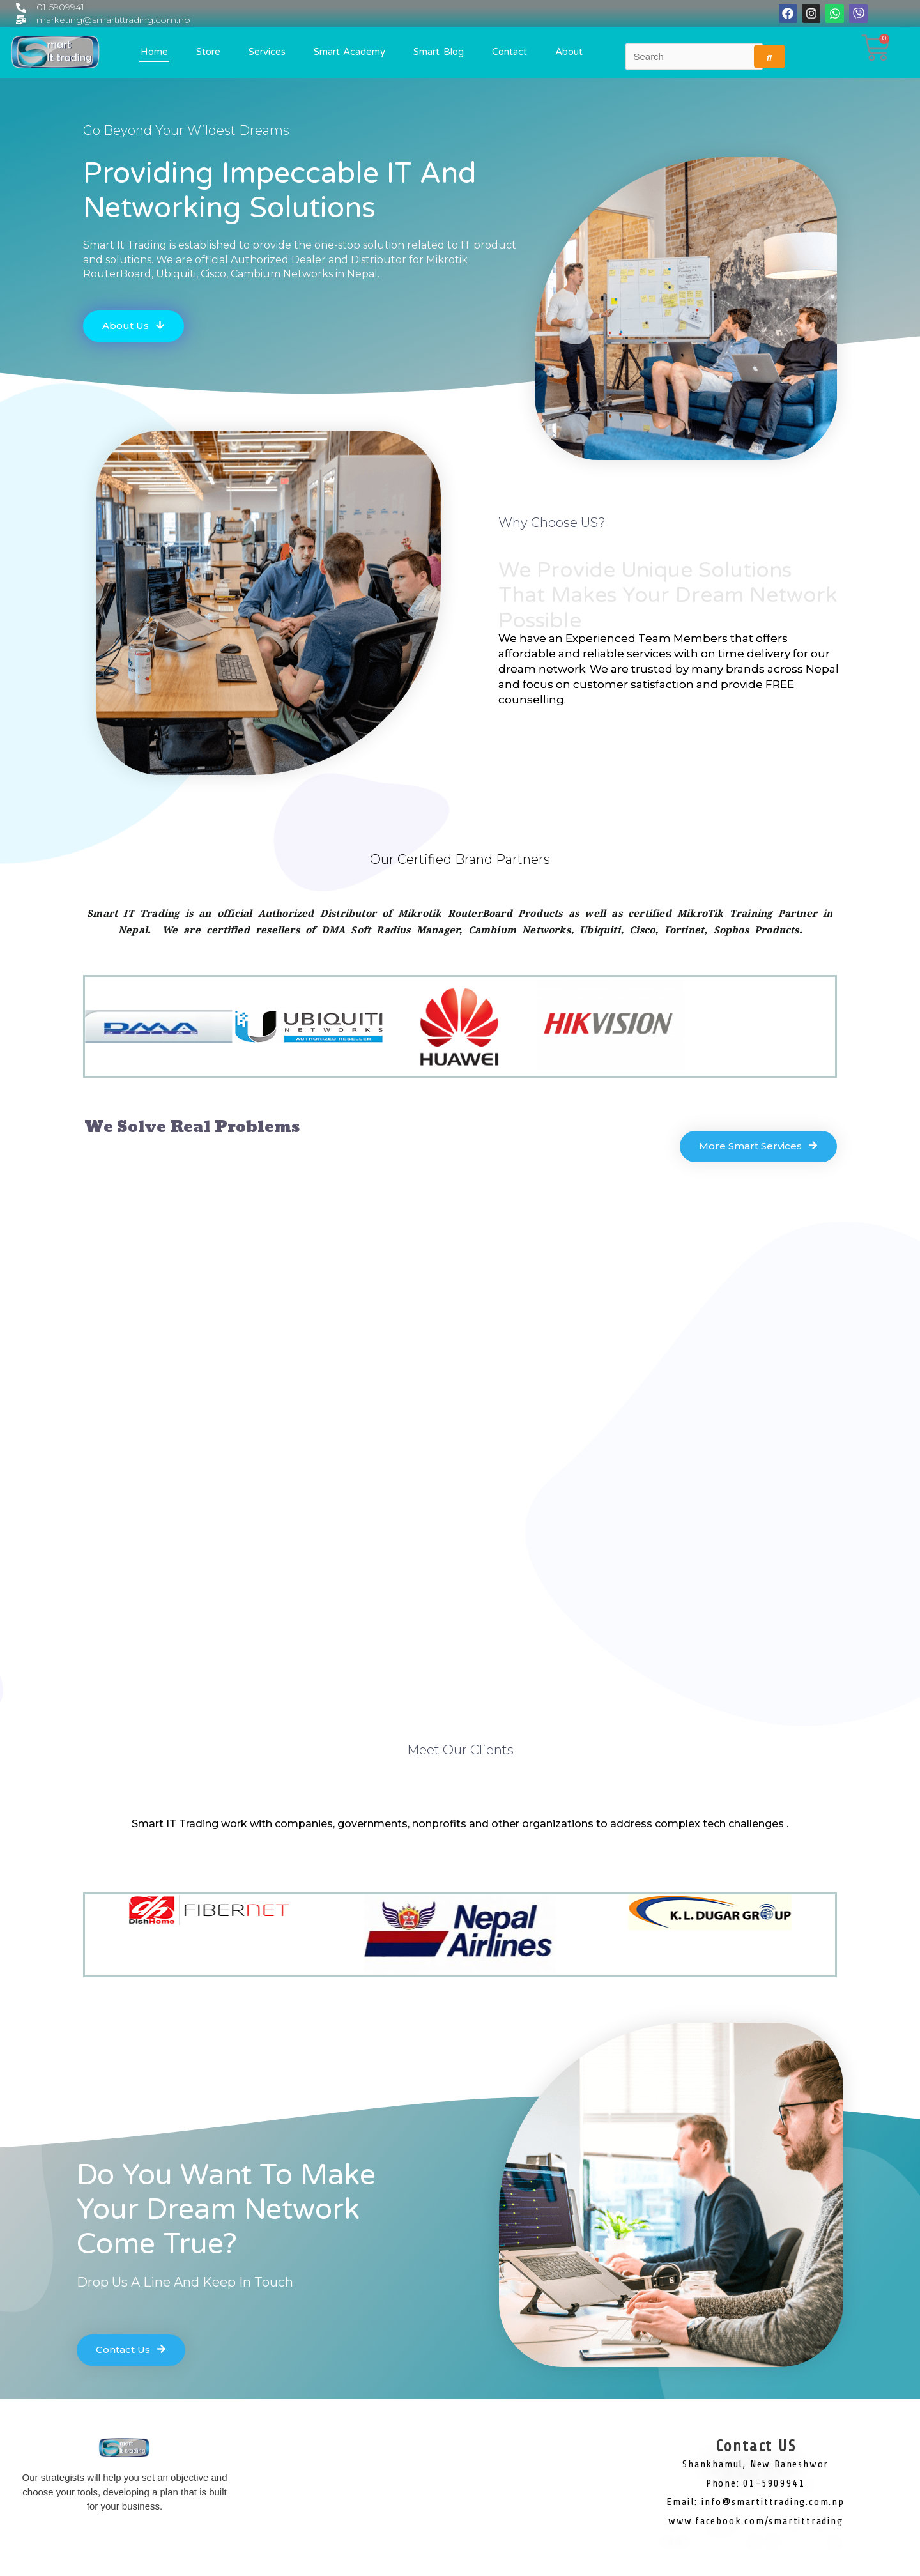 01-5909941
marketing@smartittrading.com.np
Smart
It trading
Home
Store
Services
Smart Academy
Smart Blog
Contact
About
Search
0
Go Beyond Your Wildest Dreams
Providing Impeccable IT And
Networking Solutions
Smart It Trading is established to provide the one-stop solution related to IT product
and solutions. We are official Authorized Dealer and Distributor for Mikrotik
RouterBoard, Ubiquiti, Cisco, Cambium Networks in Nepal.
About Us
Why Choose US?
We Provide Unique Solutions
That Makes Your Dream Network
Possible
We have an Experienced Team Members that offers
affordable and reliable services with on time delivery for our
dream network. We are trusted by many brands across Nepal
and focus on customer satisfaction and provide FREE
counselling.
Our Certified Brand Partners
Smart IT Trading is an official Authorized Distributor of Mikrotik RouterBoard Products as well as certified MikroTik Training Partner in
Nepal. We are certified resellers of DMA Soft Radius Manager, Cambium Networks, Ubiquiti, Cisco, Fortinet, Sophos Products.
DMA
UBIQUITI
NETWORKS
AUTHORIZED RESELLER
HUAWEI
HIKVISION
We Solve Real Problems
More Smart Services
Meet Our Clients
Smart IT Trading work with companies, governments, nonprofits and other organizations to address complex tech challenges .
DishHome
FIBERNET
Nepal
Airlines
K.L. DUGAR GROUP
Do You Want To Make
Your Dream Network
Come True?
Drop Us A Line And Keep In Touch
Contact Us
Smart
It trading
Our strategists will help you set an objective and
choose your tools, developing a plan that is built
for your business.
Contact US
Shankhamul, New Baneshwor
Phone: 01-5909941
Email: info@smartittrading.com.np
www.facebook.com/smartittrading